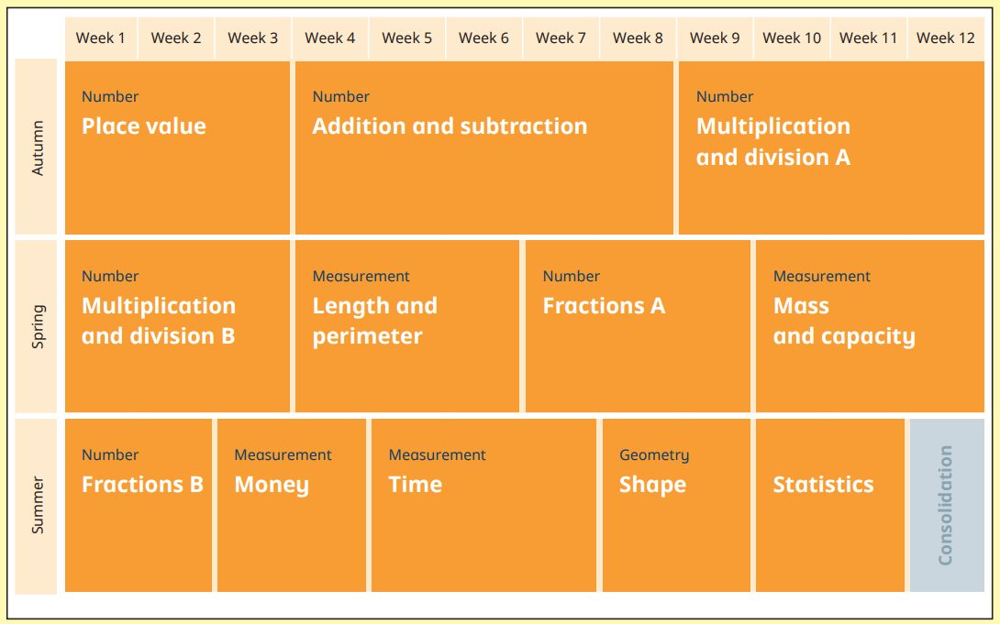 Week 1 Week 2 Week 3 Week 4 Week 5 Week 6 Week 7 Week 8 Week 9 Week 10 Week 11 Week 12
Autumn
Number
Place value
Number
Addition and subtraction
Number
Multiplication
and division A
Spring
Number
Multiplication
and division B
Measurement
Length and
perimeter
Number
Fractions A
Measurement
Mass
and capacity
Summer
Number
Fractions B
Measurement
Money
Measurement
Time
Geometry
Shape
Statistics
Consolidation